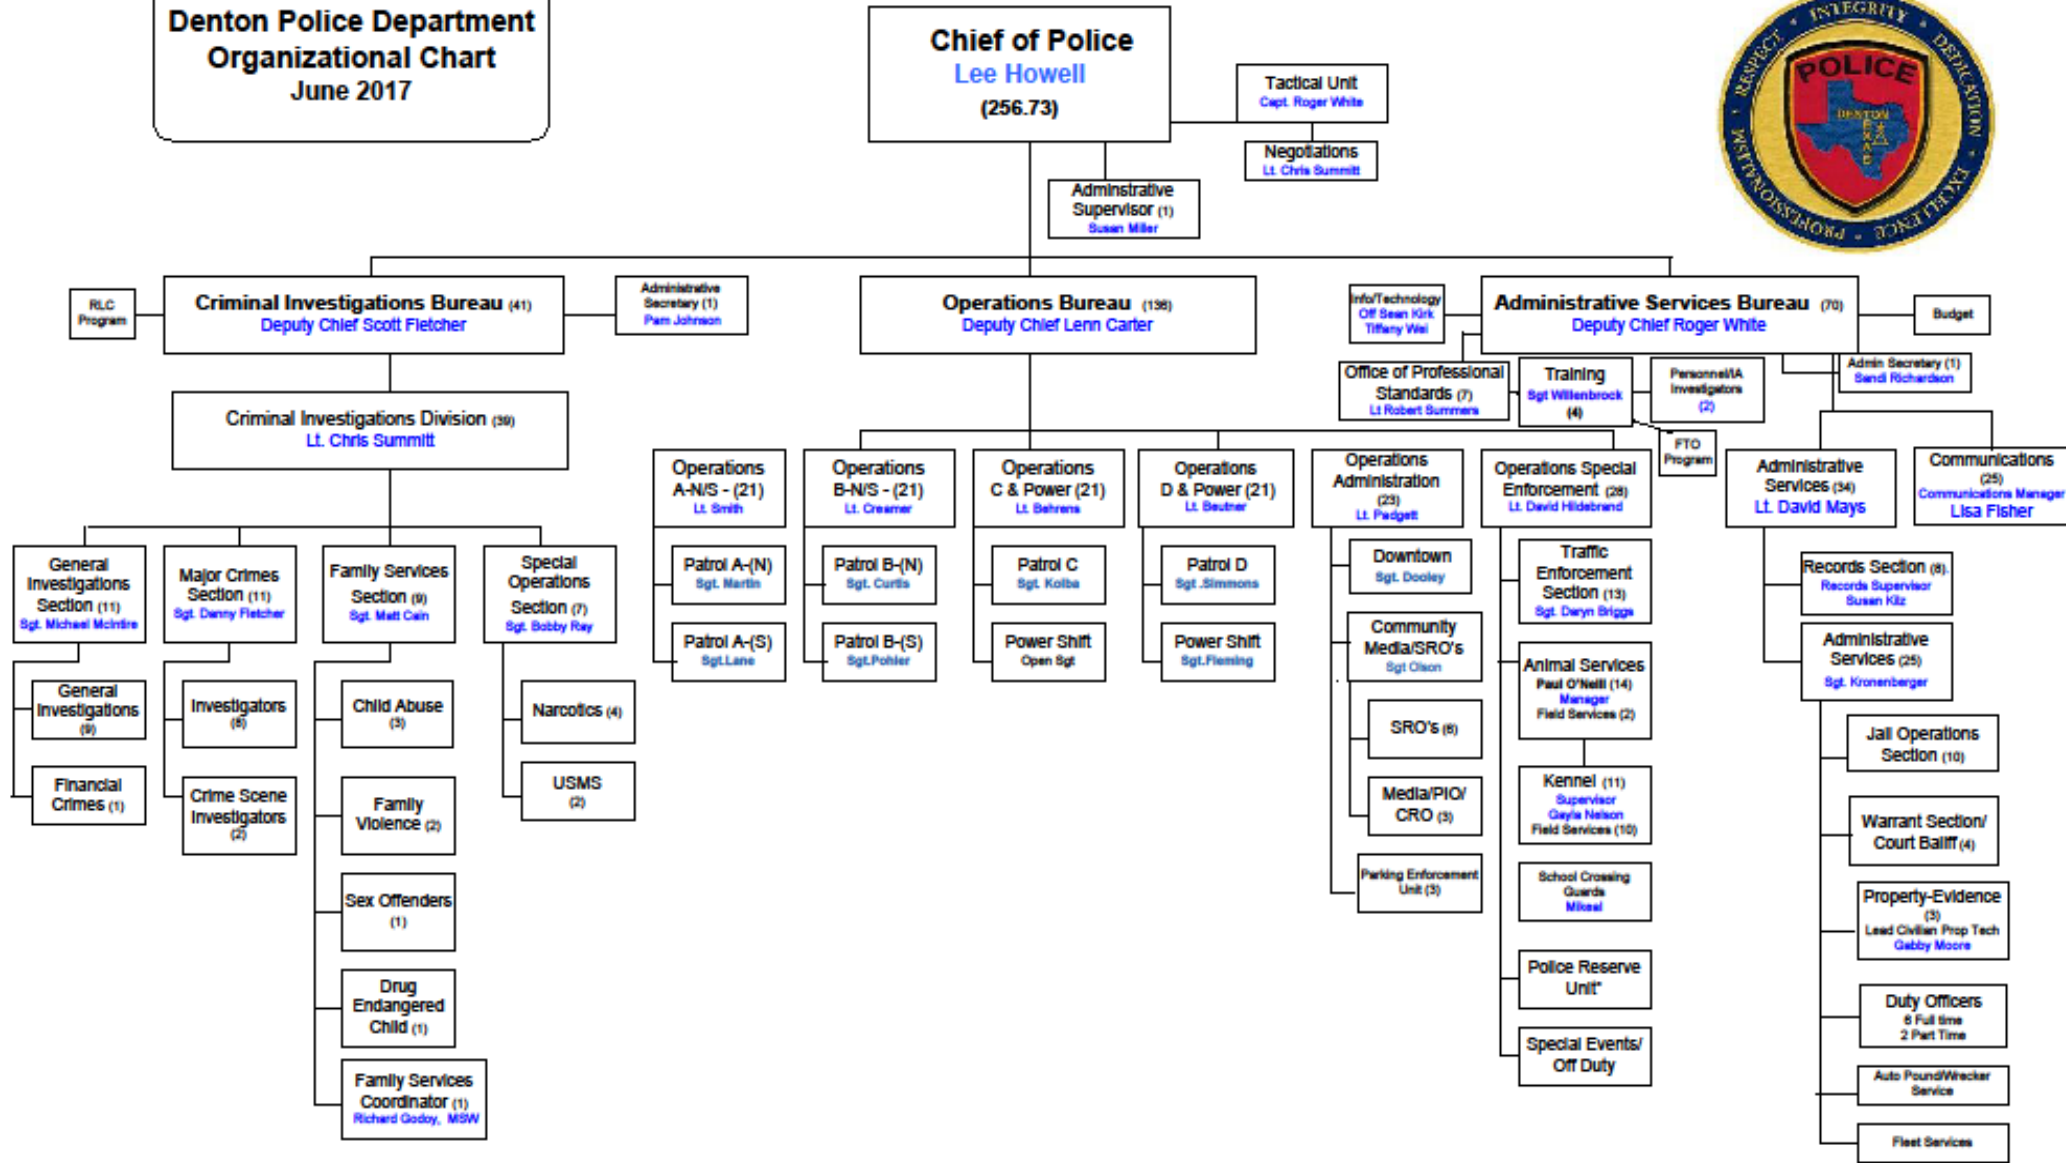 Denton Police Department
Organizational Chart
June 2017
Chief of Police
Lee Howell
(256.73)
Tactical Unit
Capt. Roger White
Negotiations
Lt. Chris Summitt
Adminstrative
Supervisor (1)
Susan Miller
INTEGRITY
DEDICATION
EXCELLENCE
PROFESSIONALISM
RESPECT
POLICE
DENTON
TEXAS
RLC
Program
Criminal Investigations Bureau (41)
Deputy Chief Scott Fletcher
Administrative
Secretary (1)
Pam Johnson
Operations Bureau (136)
Deputy Chief Lenn Carter
Info/Technology
Off Sean Kirk
Tiffany Wei
Administrative Services Bureau (70)
Deputy Chief Roger White
Budget
Office of Professional
Standards (7)
Lt Robert Summers
Training
Sgt Willenbrock
(4)
Personnel/IA
Investigators
(2)
Admin Secretary (1)
Sandi Richardson
FTO
Program
Criminal Investigations Division (39)
Lt. Chris Summitt
Operations
A-N/S - (21)
Lt. Smith
Operations
B-N/S - (21)
Lt. Creamer
Operations
C & Power (21)
Lt. Behrens
Operations
D & Power (21)
Lt. Beutner
Operations
Administration
(23)
Lt. Padgett
Operations Special
Enforcement (28)
Lt. David Hildebrand
Administrative
Services (34)
Lt. David Mays
Communications
(25)
Communications Manager
Lisa Fisher
General
Investigations
Section (11)
Sgt. Michael McIntire
Major Crimes
Section (11)
Sgt. Danny Fletcher
Family Services
Section (9)
Sgt. Matt Cain
Special
Operations
Section (7)
Sgt. Bobby Ray
Patrol A-(N)
Sgt. Martin
Patrol B-(N)
Sgt. Curtis
Patrol C
Sgt. Kolba
Patrol D
Sgt .Simmons
Downtown
Sgt. Dooley
Traffic
Enforcement
Section (13)
Sgt. Daryn Briggs
Records Section (8).
Records Supervisor
Susan Kilz
Patrol A-(S)
Sgt.Lane
Patrol B-(S)
Sgt.Pohler
Power Shift
Open Sgt
Power Shift
Sgt.Fleming
Community
Media/SRO's
Sgt Olson
Animal Services
Paul O'Neill (14)
Manager
Field Services (2)
Administrative
Services (25)
Sgt. Kronenberger
General
Investigations
(9)
Investigators
(8)
Child Abuse
(3)
Narcotics (4)
SRO's (6)
Jail Operations
Section (10)
Financial
Crimes (1)
Crime Scene
Investigators
(2)
Family
Violence (2)
USMS
(2)
Media/PIO/
CRO (3)
Kennel (11)
Supervisor
Gayla Nelson
Field Services (10)
Warrant Section/
Court Baliff (4)
Sex Offenders
(1)
Parking Enforcement
Unit (3)
School Crossing
Guards
Mikeal
Property-Evidence
(3)
Lead Civilian Prop Tech
Gabby Moore
Drug
Endangered
Child (1)
Police Reserve
Unit"
Duty Officers
6 Full time
2 Part Time
Family Services
Coordinator (1)
Richard Godoy, MSW
Special Events/
Off Duty
Auto Pound/Wrecker
Service
Fleet Services